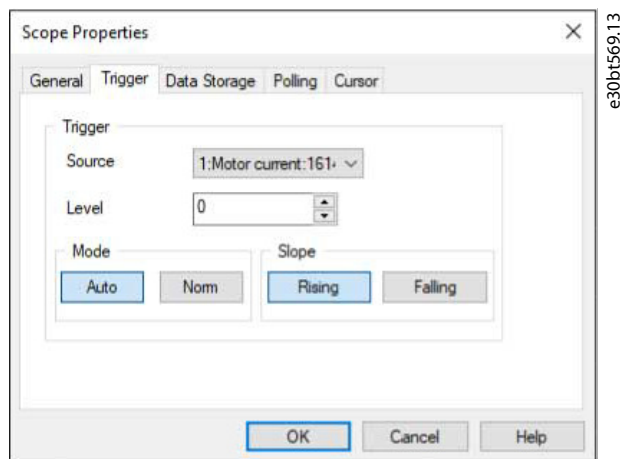 Scope Properties
General Trigger Data Storage Polling Cursor
Trigger
Source 1:Motor current:161
Level 0
Mode Slope
Auto Norm Rising Falling
OK Cancel Help
e30bt569.13